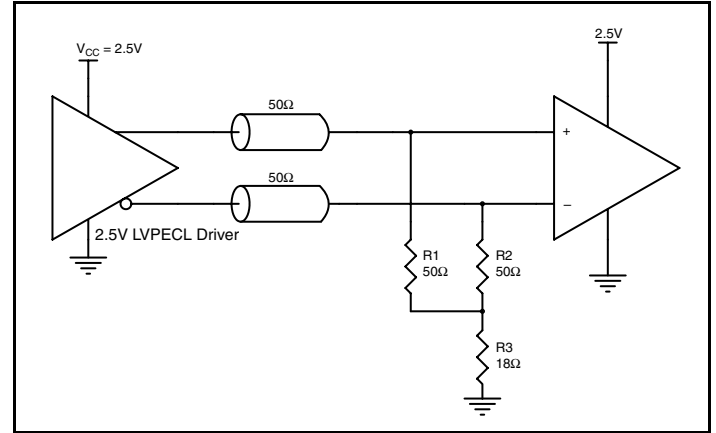 V_CC = 2.5V
2.5V
50Ω
50Ω
+
−
2.5V LVPECL Driver
R1
50Ω
R2
50Ω
R3
18Ω